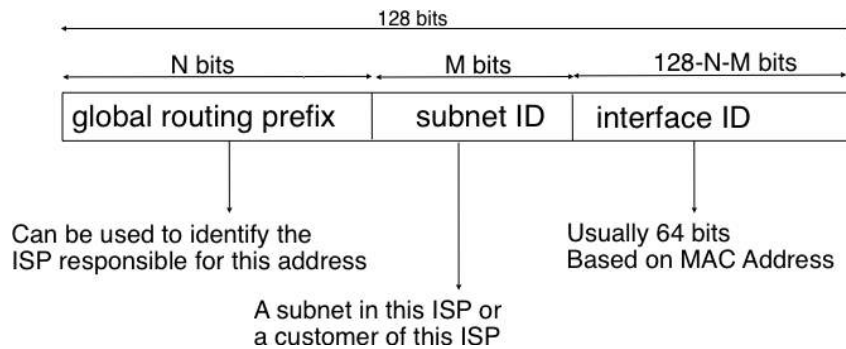 128 bits
N bits
M bits
128-N-M bits
global routing prefix
subnet ID
interface ID
Can be used to identify the
ISP responsible for this address
Usually 64 bits
Based on MAC Address
A subnet in this ISP or
a customer of this ISP